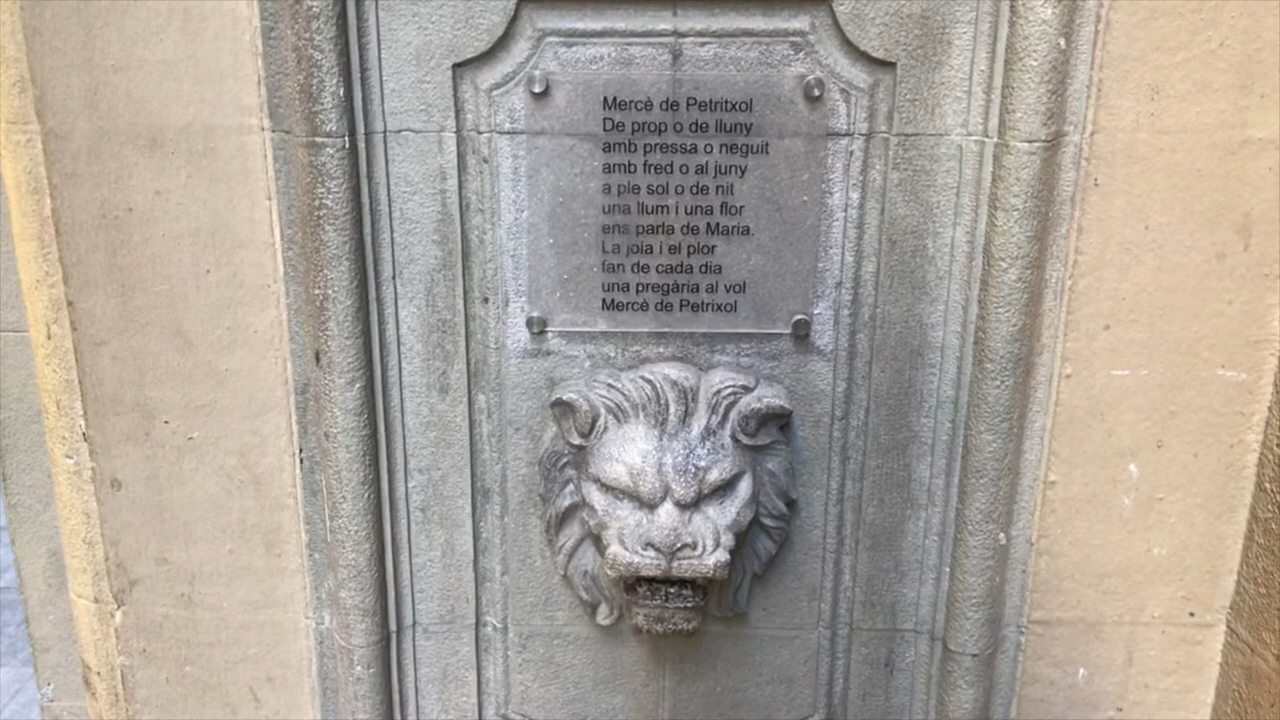 Mercè de Petritxol
De prop o de lluny
amb pressa o neguit
amb fred o al juny
a ple sol o de nit
una llum i una flor
ens parla de Maria.
La joia i el plor
fan de cada dia
una pregària al vol
Mercè de Petrixol